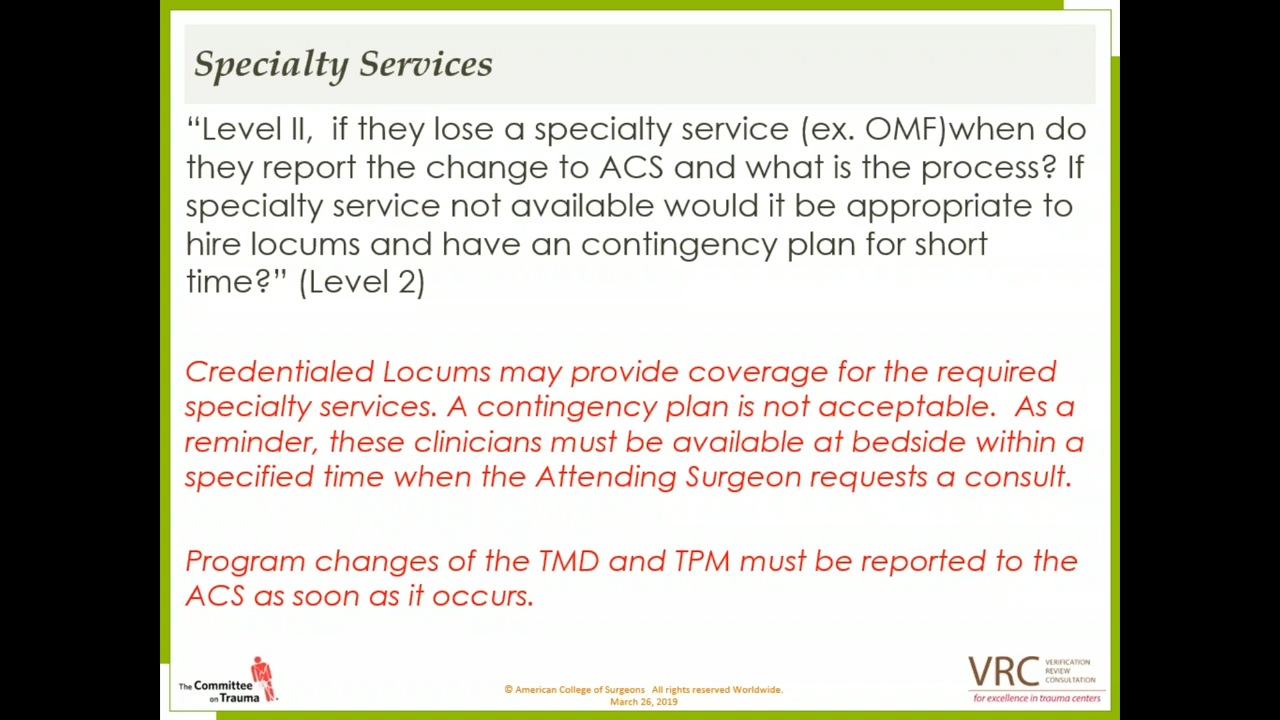 Specialty Services
“Level II,  if they lose a specialty service (ex. OMF)when do
they report the change to ACS and what is the process? If
specialty service not available would it be appropriate to
hire locums and have an contingency plan for short
time?” (Level 2)
Credentialed Locums may provide coverage for the required
specialty services. A contingency plan is not acceptable.  As a
reminder, these clinicians must be available at bedside within a
specified time when the Attending Surgeon requests a consult.
Program changes of the TMD and TPM must be reported to the
ACS as soon as it occurs.
The Committee
on Trauma
© American College of Surgeons  All rights reserved Worldwide.
March 26, 2019
VRC
VERIFICATION
REVIEW
CONSULTATION
for excellence in trauma centers